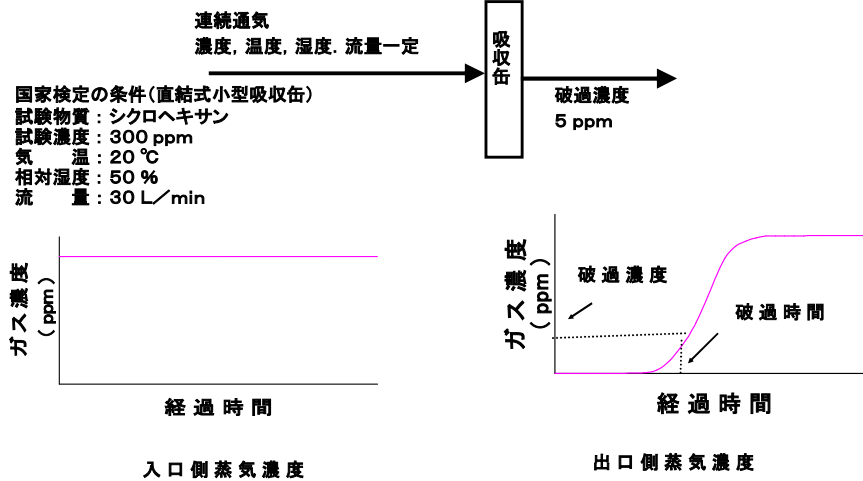 連続通気
濃度，温度，湿度．流量一定
吸収缶
破過濃度
5 ppm
国家検定の条件（直結式小型吸収缶）
試験物質：シクロヘキサン
試験濃度：300 ppm
気　　温：20 ℃
相対湿度：50 %
流　　量：30 L／min
ガス濃度
（ppm）
経過時間
入口側蒸気濃度
ガス濃度
（ppm）
破過濃度
破過時間
経過時間
出口側蒸気濃度